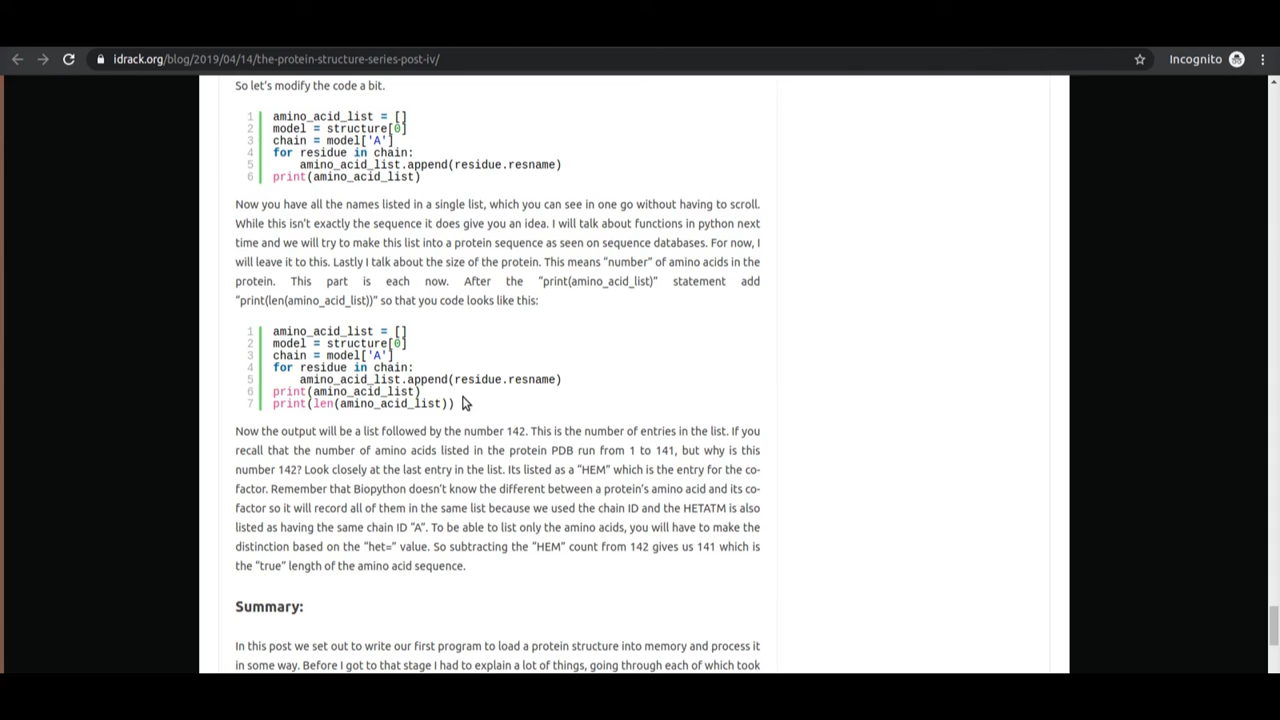 idrack.org/blog/2019/04/14/the-protein-structure-series-post-iv/
Incognito
So let's modify the code a bit.
1 amino_acid_list = []
2 model = structure[0]
3 chain = model['A']
4 for residue in chain:
5 amino_acid_list.append(residue.resname)
6 print(amino_acid_list)
Now you have all the names listed in a single list, which you can see in one go without having to scroll.
While this isn't exactly the sequence it does give you an idea. I will talk about functions in python next
time and we will try to make this list into a protein sequence as seen on sequence databases. For now, I
will leave it to this. Lastly I talk about the size of the protein. This means "number" of amino acids in the
protein. This part is each now. After the "print(amino_acid_list)" statement add
"print(len(amino_acid_list))" so that you code looks like this:
1 amino_acid_list = []
2 model = structure[0]
3 chain = model['A']
4 for residue in chain:
5 amino_acid_list.append(residue.resname)
6 print(amino_acid_list)
7 print(len(amino_acid_list))
Now the output will be a list followed by the number 142. This is the number of entries in the list. If you
recall that the number of amino acids listed in the protein PDB run from 1 to 141, but why is this
number 142? Look closely at the last entry in the list. Its listed as a "HEM" which is the entry for the co-
factor. Remember that Biopython doesn't know the different between a protein's amino acid and its co-
factor so it will record all of them in the same list because we used the chain ID and the HETATM is also
listed as having the same chain ID "A". To be able to list only the amino acids, you will have to make the
distinction based on the "het=" value. So subtracting the "HEM" count from 142 gives us 141 which is
the "true" length of the amino acid sequence.
Summary:
In this post we set out to write our first program to load a protein structure into memory and process it
in some way. Before I got to that stage I had to explain a lot of things, going through each of which took